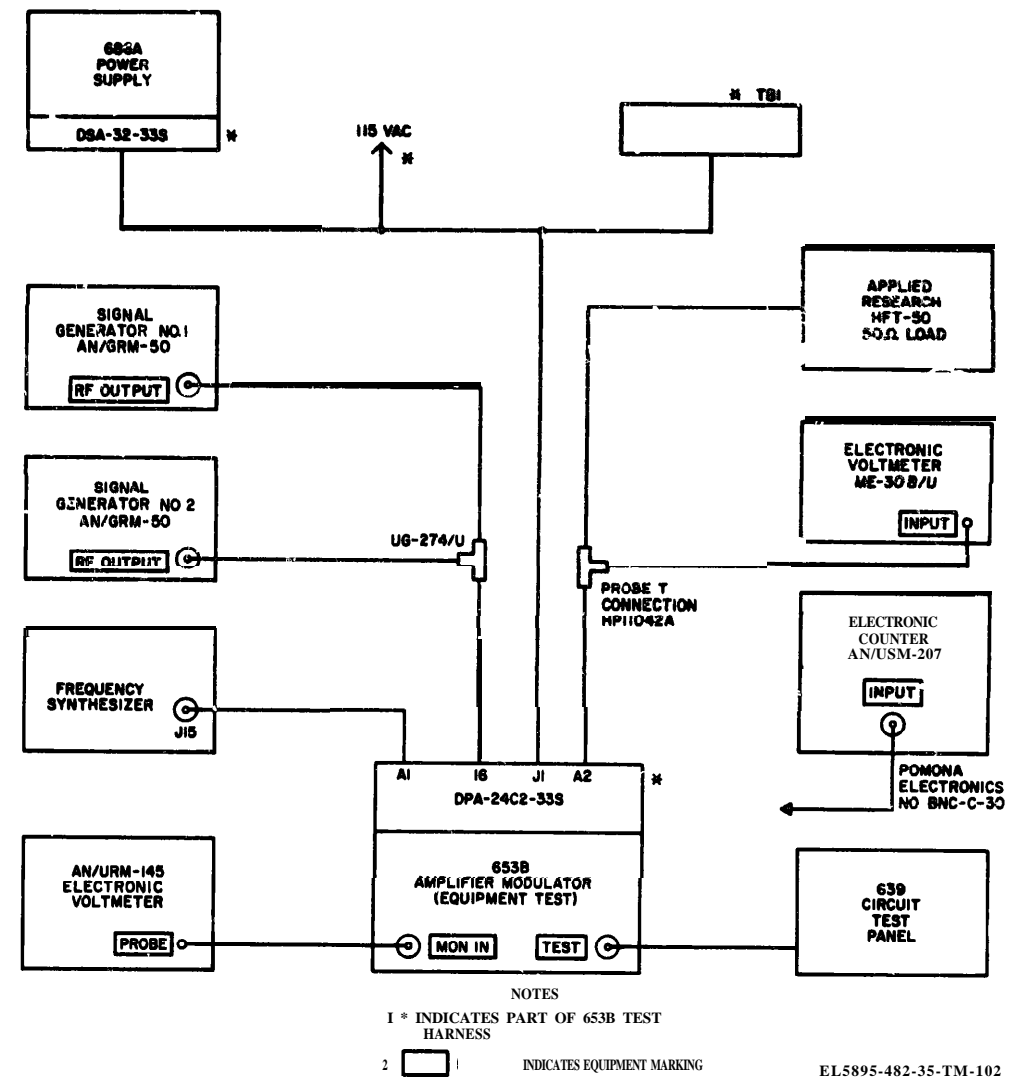 683A
POWER
SUPPLY
DSA-32-33S *
115 VAC
*
* TB1
SIGNAL
GENERATOR NO.1
AN/GRM-50
RF OUTPUT
APPLIED
RESEARCH
HFT-50
50Ω LOAD
SIGNAL
GENERATOR NO 2
AN/GRM-50
RF OUTPUT
UG-274/U
ELECTRONIC
VOLTMETER
ME-30B/U
INPUT
PROBE T
CONNECTION
HP11042A
FREQUENCY
SYNTHESIZER
J15
ELECTRONIC
COUNTER
AN/USM-207
INPUT
POMONA
ELECTRONICS
NO BNC-C-30
A1 16 J1 A2
DPA-24C2-33S *
653B
AMPLIFIER MODULATOR
(EQUIPMENT TEST)
MON IN TEST
AN/URM-145
ELECTRONIC
VOLTMETER
PROBE
639
CIRCUIT
TEST
PANEL
NOTES
I * INDICATES PART OF 653B TEST
HARNESS
2 INDICATES EQUIPMENT MARKING
EL5895-482-35-TM-102